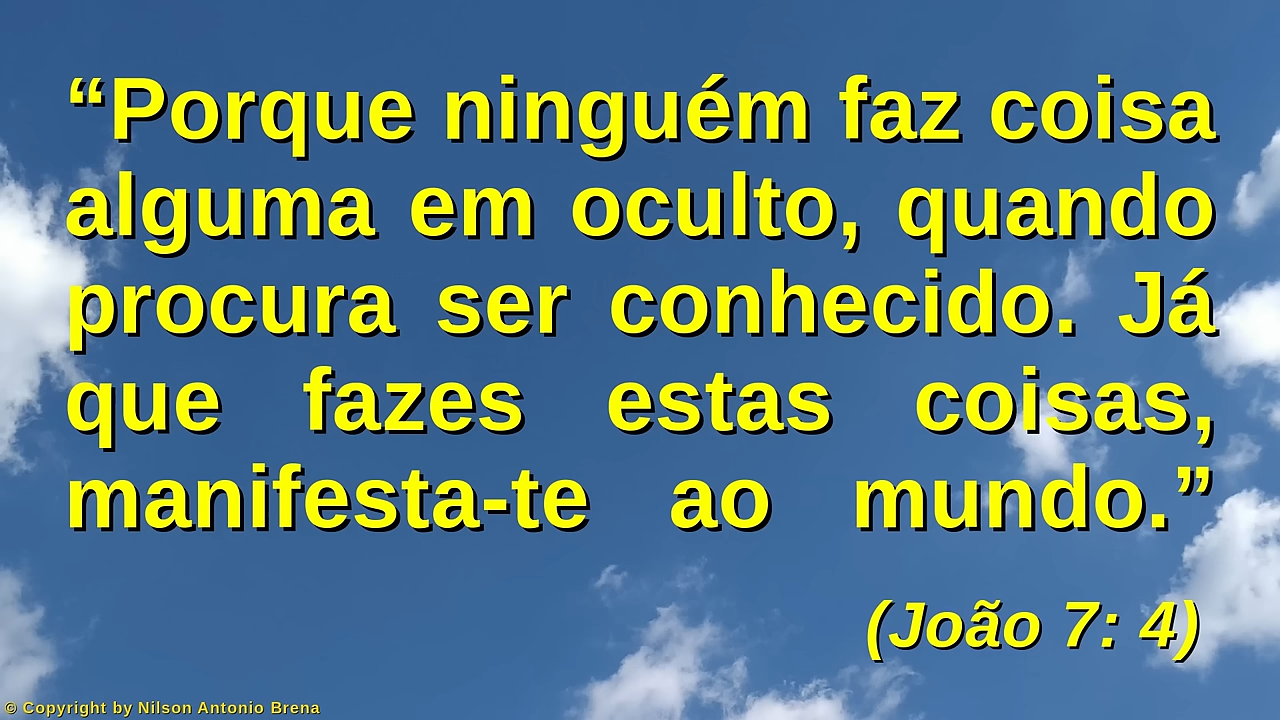 “Porque ninguém faz coisa
alguma em oculto, quando
procura ser conhecido. Já
que fazes estas coisas,
manifesta-te ao mundo.”
(João 7: 4)
© Copyright by Nilson Antonio Brena